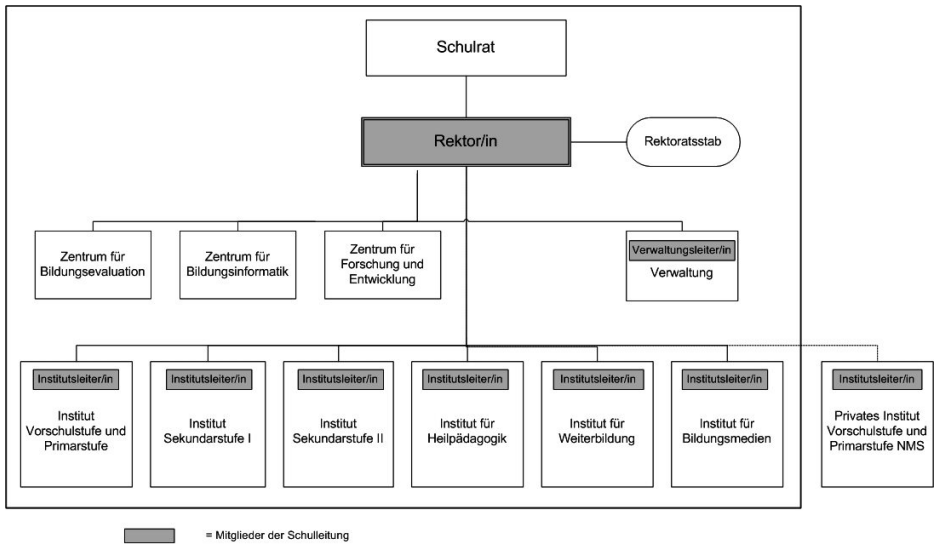 Schulrat
Rektor/in
Rektoratsstab
Zentrum für
Bildungsevaluation
Zentrum für
Bildungsinformatik
Zentrum für
Forschung und
Entwicklung
Verwaltungsleiter/in
Verwaltung
Institutsleiter/in
Institut
Vorschulstufe und
Primarstufe
Institutsleiter/in
Institut
Sekundarstufe I
Institutsleiter/in
Institut
Sekundarstufe II
Institutsleiter/in
Institut für
Heilpädagogik
Institutsleiter/in
Institut für
Weiterbildung
Institutsleiter/in
Institut für
Bildungsmedien
Institutsleiter/in
Privates Institut
Vorschulstufe und
Primarstufe NMS
= Mitglieder der Schulleitung